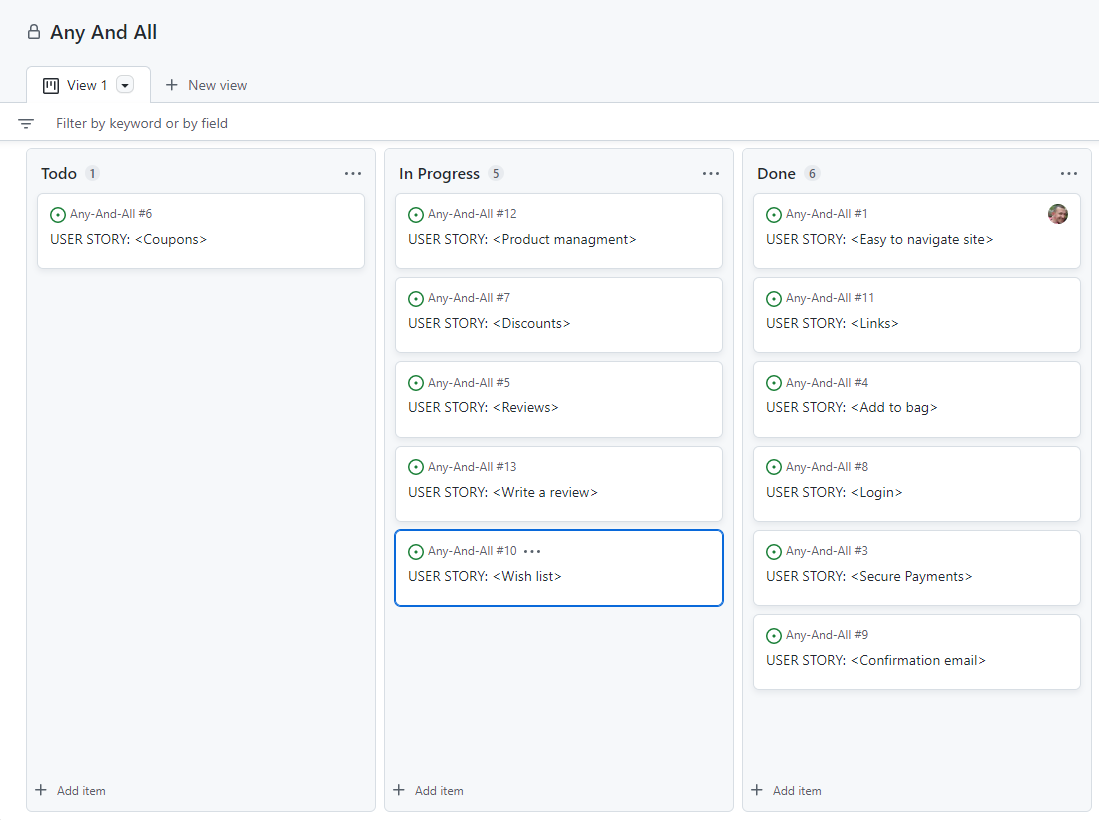 Any And All
View 1
New view
Filter by keyword or by field
Todo 1
Any-And-All #6
USER STORY: <Coupons>
Add item
In Progress 5
Any-And-All #12
USER STORY: <Product managment>
Any-And-All #7
USER STORY: <Discounts>
Any-And-All #5
USER STORY: <Reviews>
Any-And-All #13
USER STORY: <Write a review>
Any-And-All #10
USER STORY: <Wish list>
Add item
Done 6
Any-And-All #1
USER STORY: <Easy to navigate site>
Any-And-All #11
USER STORY: <Links>
Any-And-All #4
USER STORY: <Add to bag>
Any-And-All #8
USER STORY: <Login>
Any-And-All #3
USER STORY: <Secure Payments>
Any-And-All #9
USER STORY: <Confirmation email>
Add item